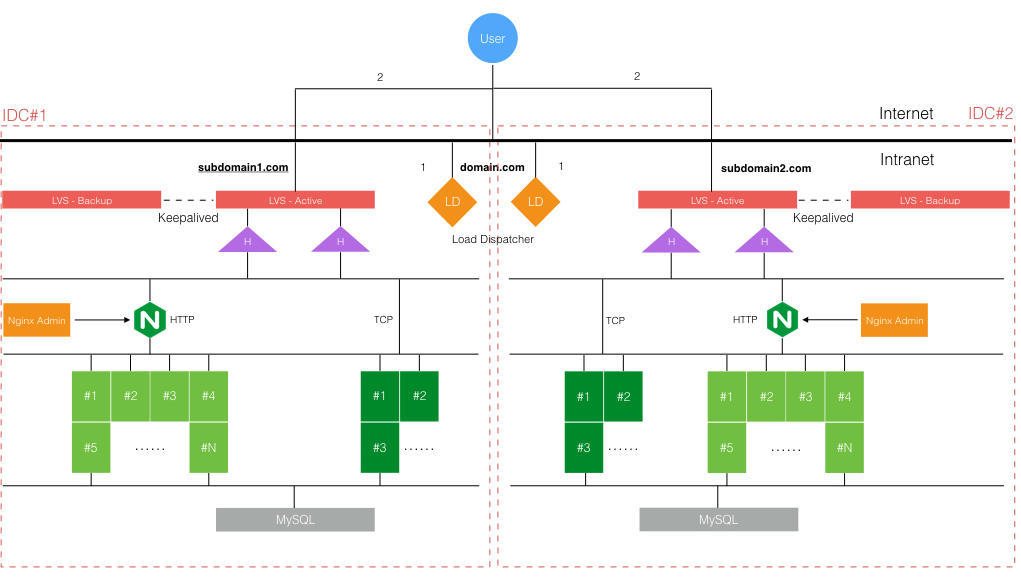 User
2
2
IDC#1
Internet
IDC#2
Intranet
subdomain1.com
1
domain.com
1
subdomain2.com
LVS - Backup
LVS - Active
LD
LD
LVS - Active
LVS - Backup
Keepalived
Keepalived
Load Dispatcher
H
H
H
H
Nginx Admin
N
HTTP
TCP
TCP
HTTP
N
Nginx Admin
#1
#2
#3
#4
#1
#2
#1
#2
#1
#2
#3
#4
#5
......
#N
#3
......
#3
......
#5
......
#N
MySQL
MySQL